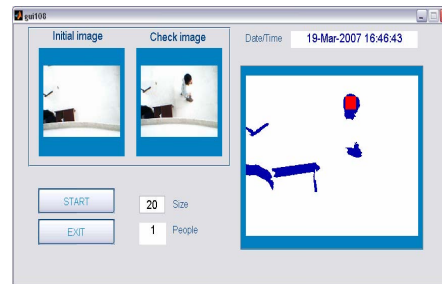 gui108
Initial image
Check image
Date/Time
19-Mar-2007 16:46:43
START
20
Size
EXIT
1
People